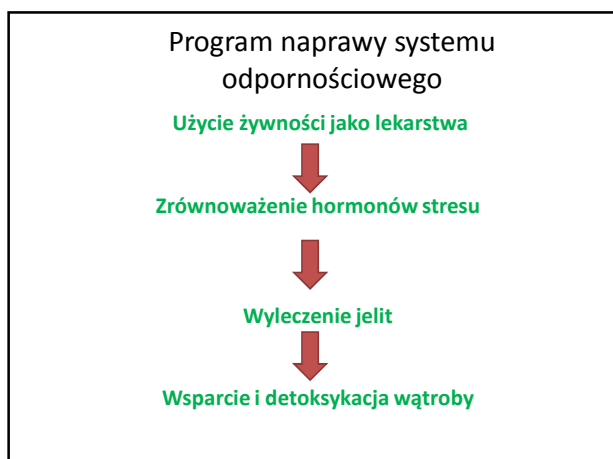 Program naprawy systemu
odpornościowego
Użycie żywności jako lekarstwa
Zrównoważenie hormonów stresu
Wyleczenie jelit
Wsparcie i detoksykacja wątroby